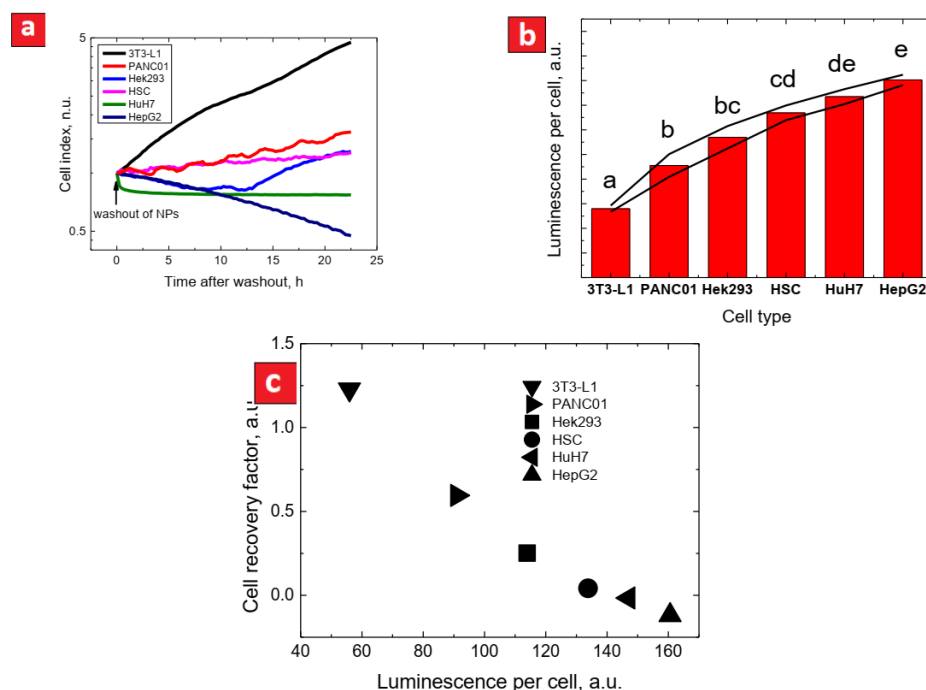 a
5
3T3-L1
PANC01
Hek293
HSC
HuH7
HepG2
Cell index, n.u.
washout of NPs
0.5
0 5 10 15 20 25
Time after washout, h
b
Luminescence per cell, a.u.
a b bc cd de e
3T3-L1 PANC01 Hek293 HSC HuH7 HepG2
Cell type
c
1.5
1.0
0.5
0.0
Cell recovery factor, a.u
3T3-L1
PANC01
Hek293
HSC
HuH7
HepG2
40 60 80 100 120 140 160
Luminescence per cell, a.u.